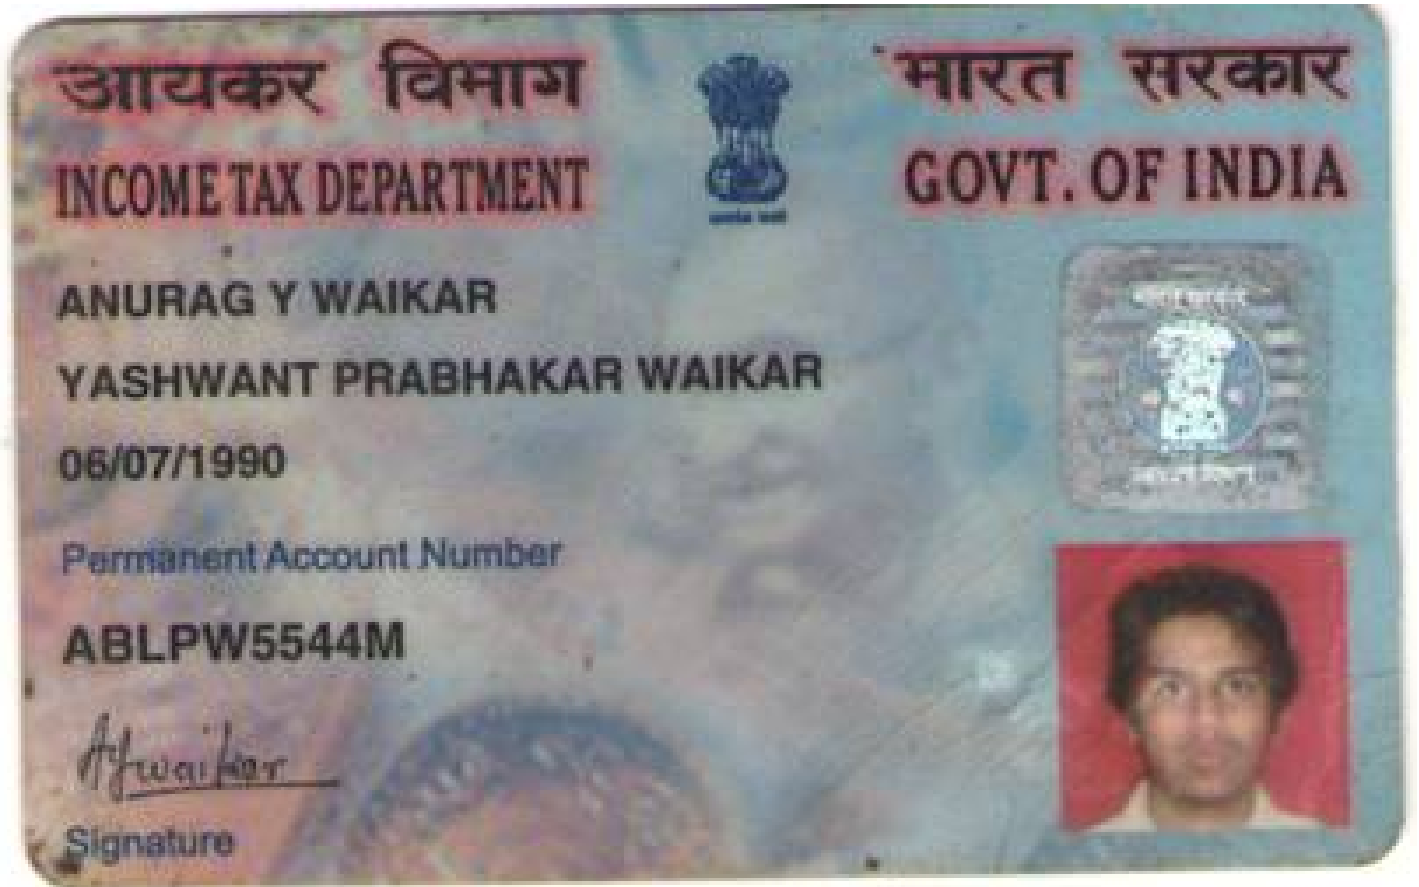 आयकर विभाग
भारत सरकार
INCOME TAX DEPARTMENT
GOVT. OF INDIA
ANURAG Y WAIKAR
YASHWANT PRABHAKAR WAIKAR
06/07/1990
Permanent Account Number
ABLPW5544M
AYWaikar
Signature